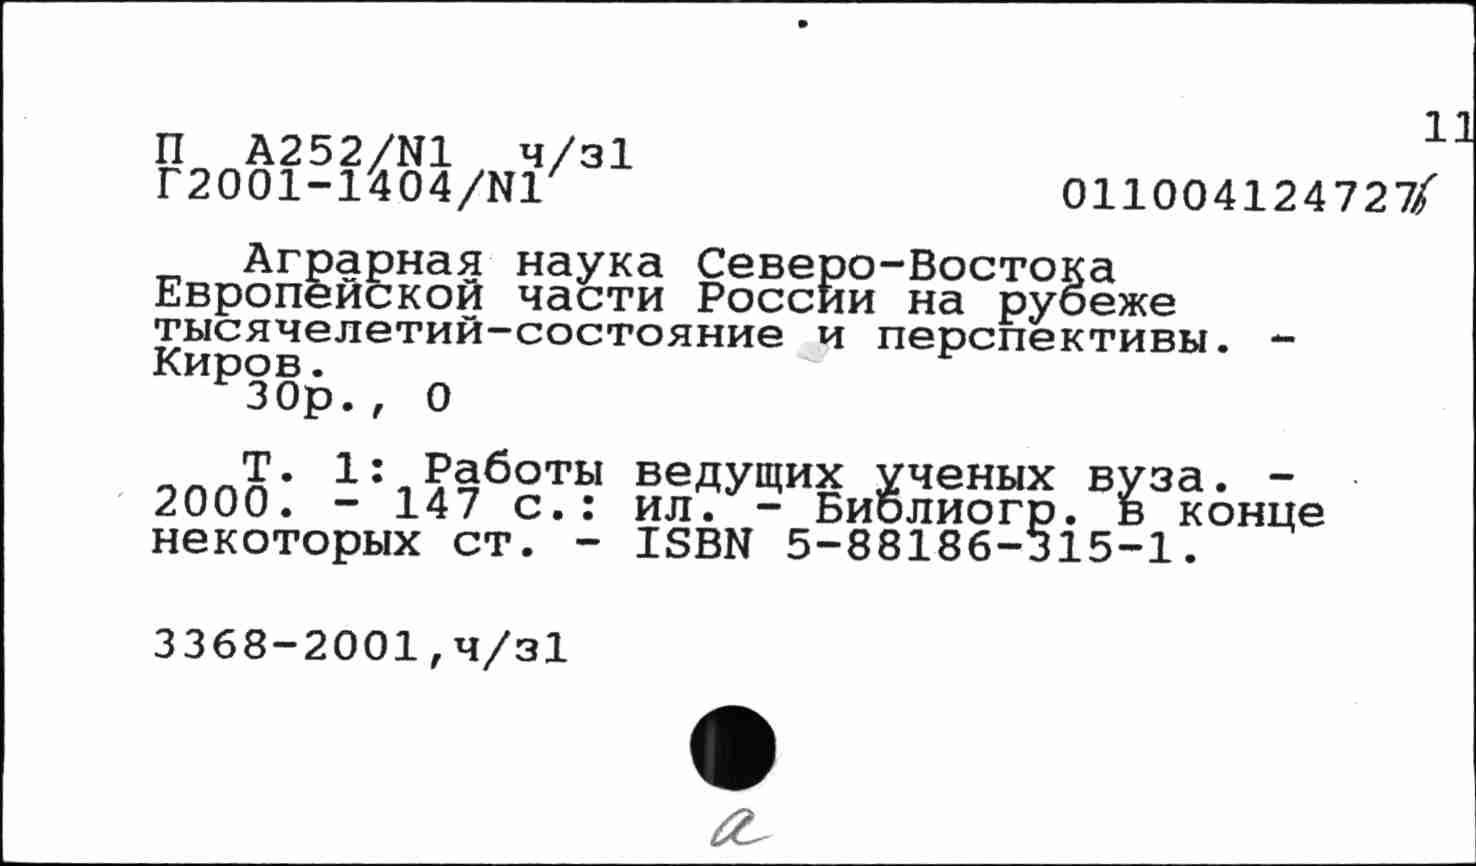 11
П А252/N1 ч/з1
Г2001-1404/N1
011004124727
Аграрная наука Северо-Востока
Европейской части России на рубеже
тысячелетий-состояние и перспективы. -
Киров.
30р., 0
Т. 1: Работы ведущих ученых вуза. -
2000. - 147 с.: ил. - Библиогр. в конце
некоторых ст. - ISBN 5-88186-315-1.
3368-2001,ч/з1
а